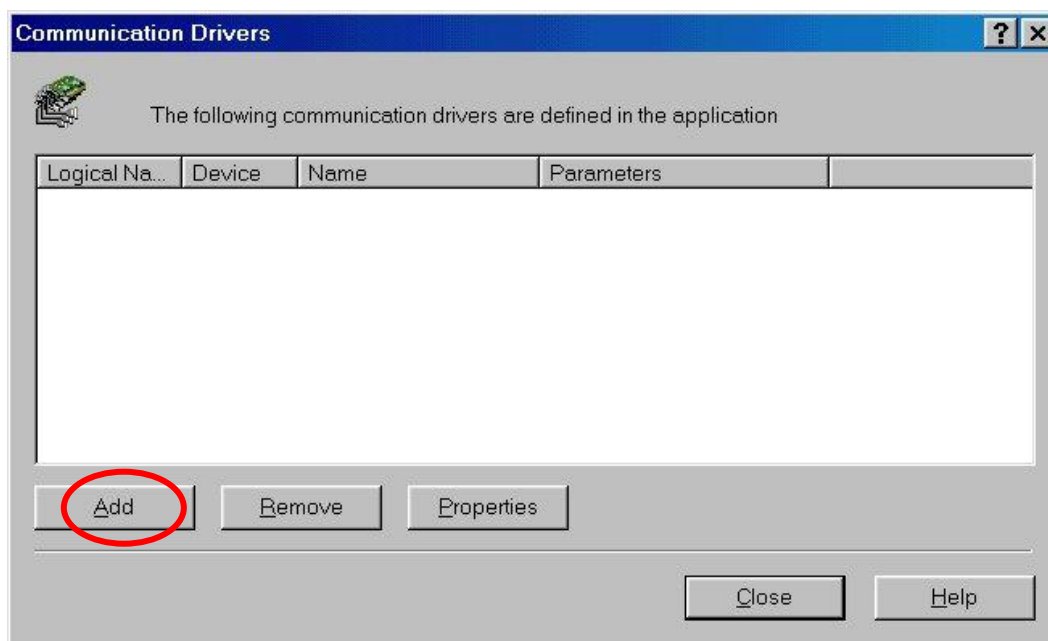 Communication Drivers ? ×
The following communication drivers are defined in the application
Logical Na... Device Name Parameters
Add Remove Properties
Close Help